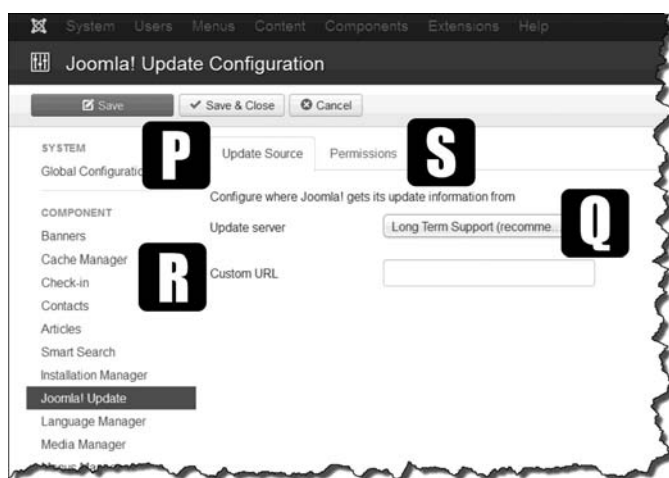 System Users Menus Content Components Extensions Help
Joomla! Update Configuration
Save
Save & Close
Cancel
P
S
SYSTEM
Update Source
Permissions
Global
Configure where Joomla! gets its update information from
COMPONENT
Q
Banners
Update server
Long Term Support (recomme...
Cache Manager
R
Check-in
Custom URL
Contacts
Articles
Smart Search
Installation Manager
Joomla! Update
Language Manager
Media Manager